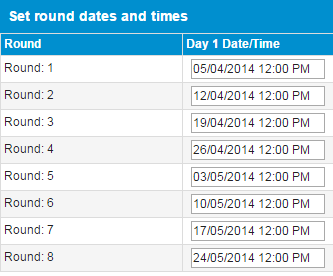 Set round dates and times
Round Day 1 Date/Time
Round: 1 05/04/2014 12:00 PM
Round: 2 12/04/2014 12:00 PM
Round: 3 19/04/2014 12:00 PM
Round: 4 26/04/2014 12:00 PM
Round: 5 03/05/2014 12:00 PM
Round: 6 10/05/2014 12:00 PM
Round: 7 17/05/2014 12:00 PM
Round: 8 24/05/2014 12:00 PM